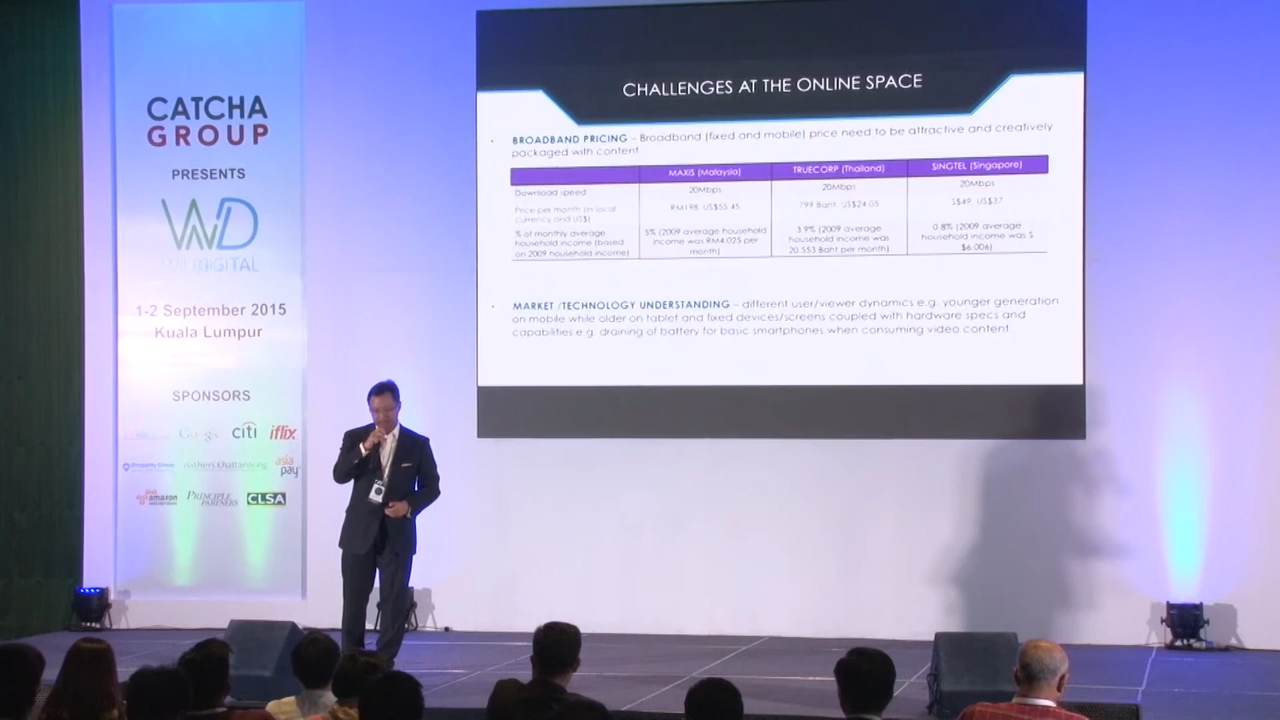 CATCHA
GROUP
PRESENTS
WD
DIGITAL
1-2 September 2015
Kuala Lumpur
SPONSORS
Google
citi
iflix
iProperty Group
asia
pay
amazon
PRINCIPLE
PARTNERS
CLSA
CHALLENGES AT THE ONLINE SPACE
· BROADBAND PRICING – Broadband (fixed and mobile) price need to be attractive and creatively
packaged with content
MAXIS (Malaysia) TRUECORP (Thailand) SINGTEL (Singapore)
Download speed 20Mbps 20Mbps 20Mbps
Price per month (in local
currency and US$) RM198, US$55.45 799 Baht, US$24.05 S$49, US$37
% of monthly average
household income (based
on 2009 household income)
5% (2009 average household
income was RM4,025 per
month)
3.9% (2009 average
household income was
20,553 Baht per month)
0.8% (2009 average
household income was $
6,006)
· MARKET /TECHNOLOGY UNDERSTANDING – different user/viewer dynamics e.g. younger generation
on mobile while older on tablet and fixed devices/screens coupled with hardware specs and
capabilities e.g. draining of battery for basic smartphones when consuming video content